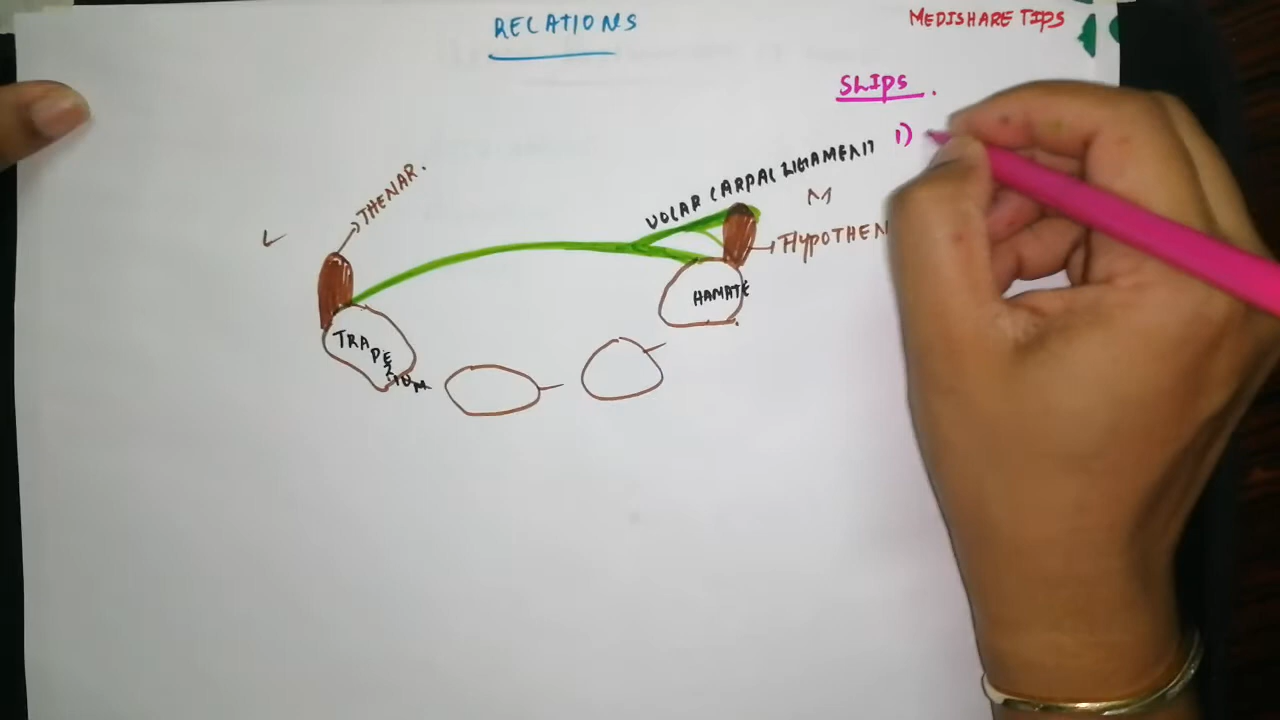 RELATIONS
MEDISHARE TIPS
SLIPS
1)
VOLAR CARPAL LIGAMENT
M
THENAR.
L
HYPOTHEN
HAMATE
TRAPEZIUM